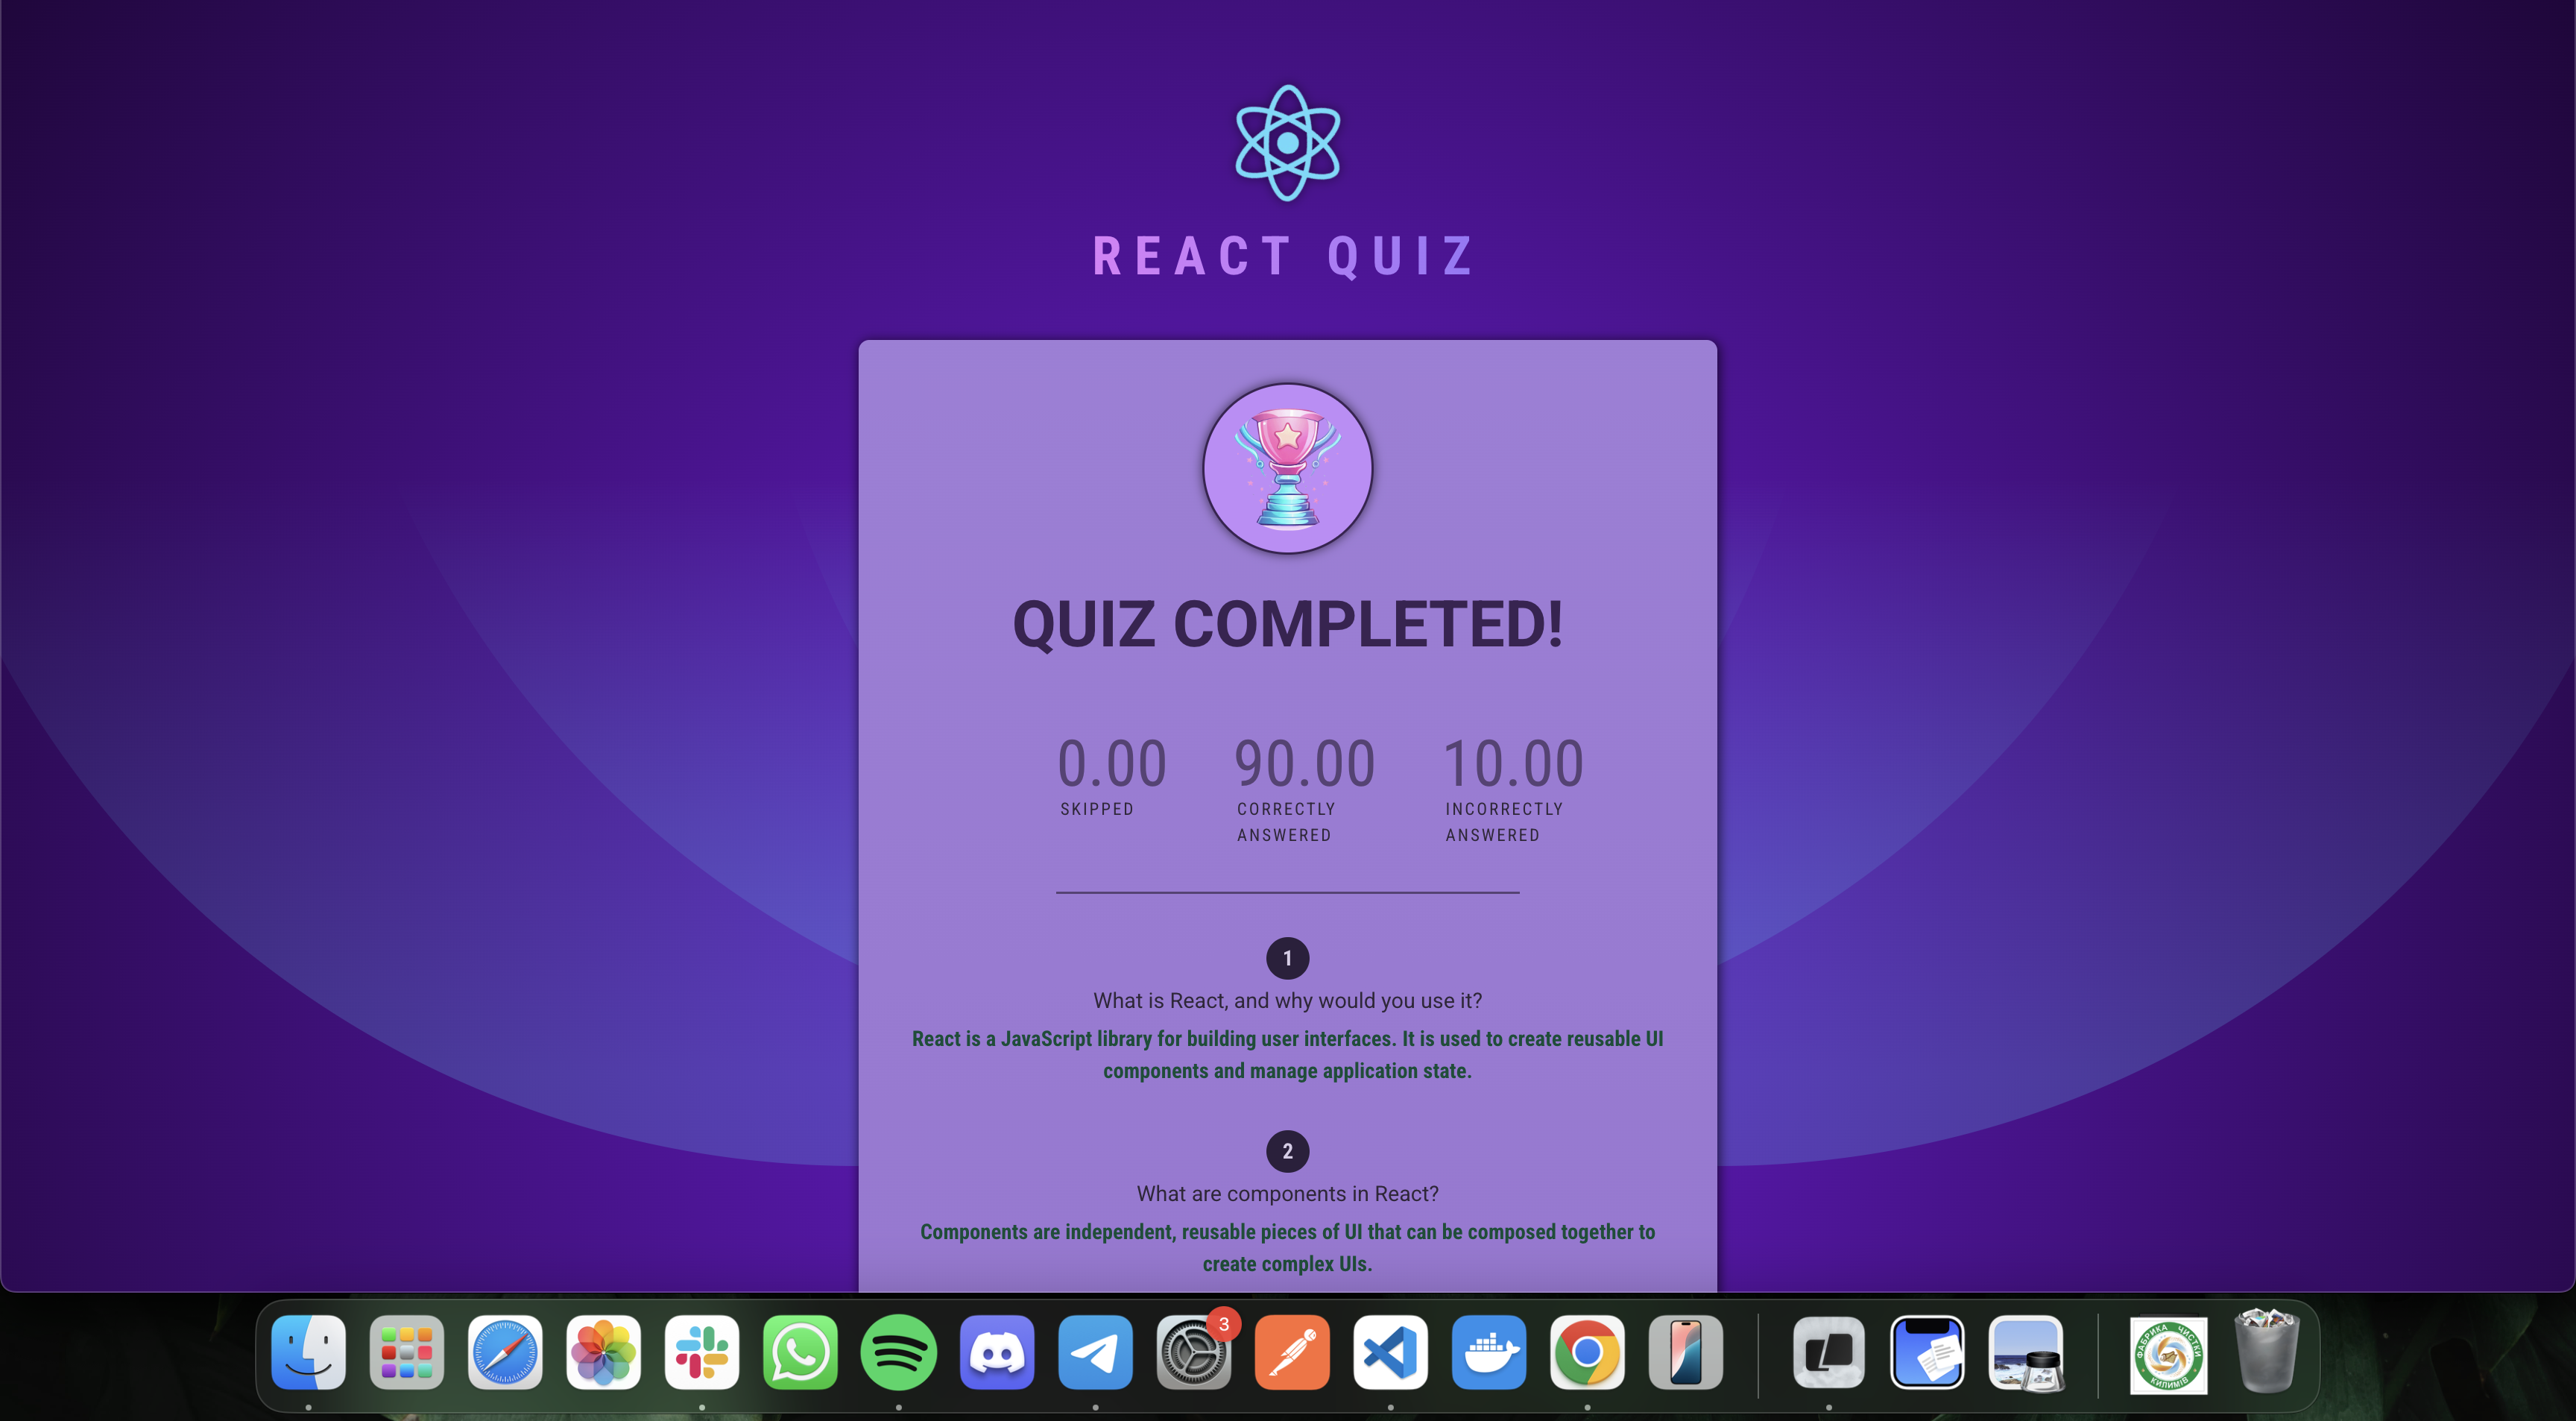 REACT QUIZ
QUIZ COMPLETED!
0.00 90.00 10.00
SKIPPED CORRECTLY INCORRECTLY
ANSWERED ANSWERED
1
What is React, and why would you use it?
React is a JavaScript library for building user interfaces. It is used to create reusable UI
components and manage application state.
2
What are components in React?
Components are independent, reusable pieces of UI that can be composed together to
create complex UIs.
3
ФАБРИКА ЧИСТКИ
КИЛИМІВ